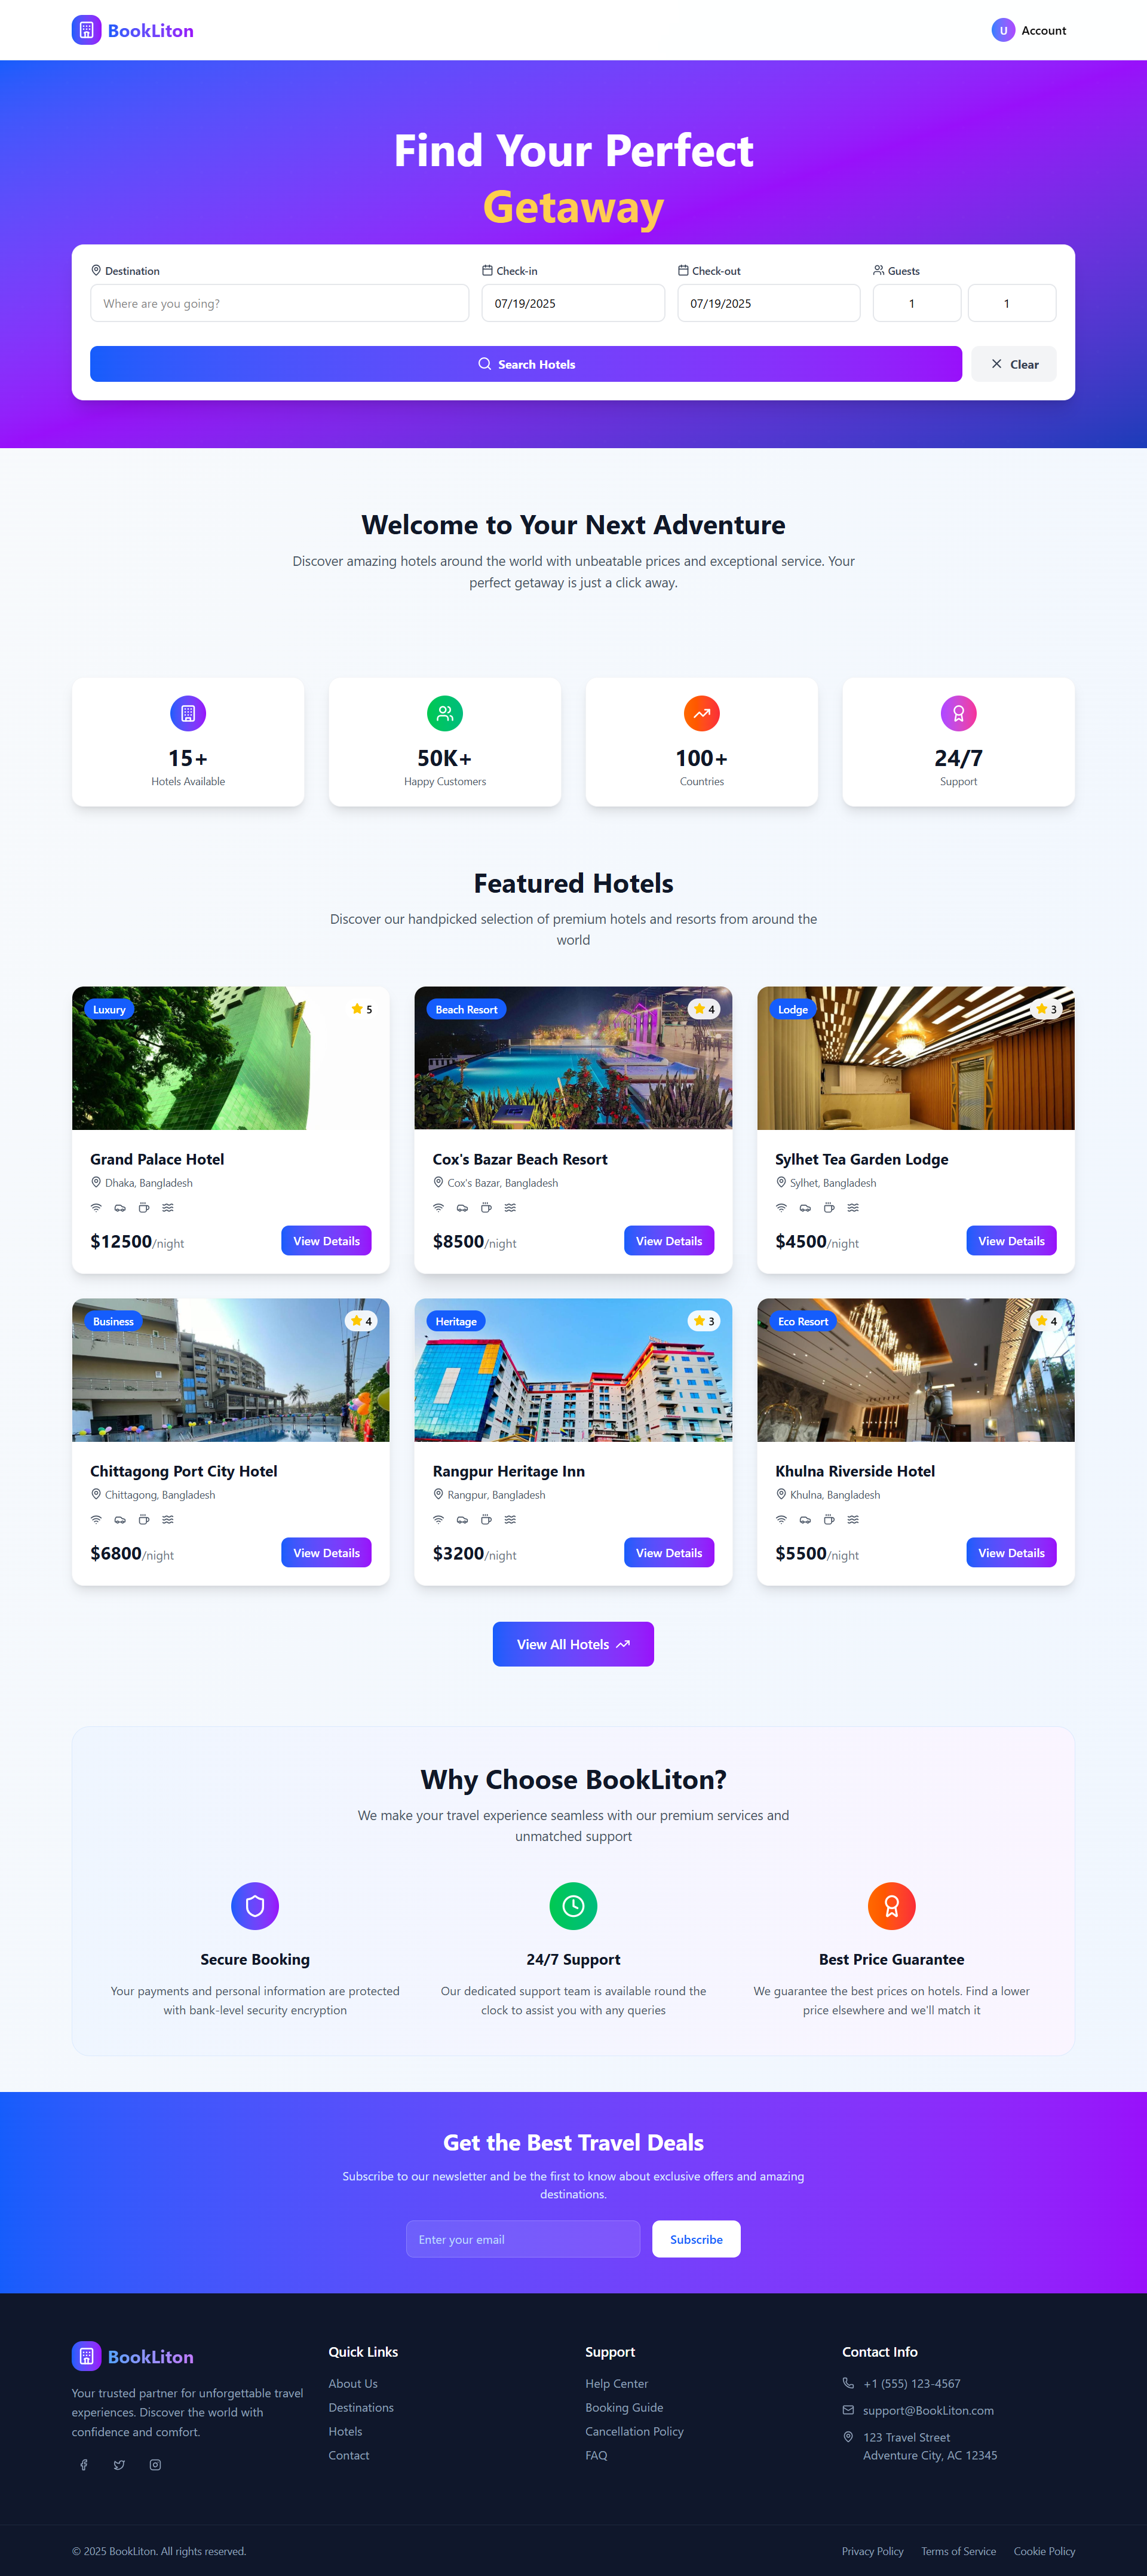 BookLiton
U Account
Find Your Perfect
Getaway
Destination Check-in Check-out Guests
Where are you going? 07/19/2025 07/19/2025 1 1
Search Hotels Clear
Welcome to Your Next Adventure
Discover amazing hotels around the world with unbeatable prices and exceptional service. Your
perfect getaway is just a click away.
15+ 50K+ 100+ 24/7
Hotels Available Happy Customers Countries Support
Featured Hotels
Discover our handpicked selection of premium hotels and resorts from around the
world
Luxury 5 Beach Resort 4 Lodge 3
Grand Palace Hotel Cox's Bazar Beach Resort Sylhet Tea Garden Lodge
Dhaka, Bangladesh Cox's Bazar, Bangladesh Sylhet, Bangladesh
$12500/night View Details $8500/night View Details $4500/night View Details
Business 4 Heritage 3 Eco Resort 4
Chittagong Port City Hotel Rangpur Heritage Inn Khulna Riverside Hotel
Chittagong, Bangladesh Rangpur, Bangladesh Khulna, Bangladesh
$6800/night View Details $3200/night View Details $5500/night View Details
View All Hotels
Why Choose BookLiton?
We make your travel experience seamless with our premium services and
unmatched support
Secure Booking 24/7 Support Best Price Guarantee
Your payments and personal information are protected Our dedicated support team is available round the We guarantee the best prices on hotels. Find a lower
with bank-level security encryption clock to assist you with any queries price elsewhere and we'll match it
Get the Best Travel Deals
Subscribe to our newsletter and be the first to know about exclusive offers and amazing
destinations.
Enter your email Subscribe
BookLiton
Your trusted partner for unforgettable travel
experiences. Discover the world with
confidence and comfort.
Quick Links
About Us
Destinations
Hotels
Contact
Support
Help Center
Booking Guide
Cancellation Policy
FAQ
Contact Info
+1 (555) 123-4567
support@BookLiton.com
123 Travel Street
Adventure City, AC 12345
© 2025 BookLiton. All rights reserved. Privacy Policy Terms of Service Cookie Policy